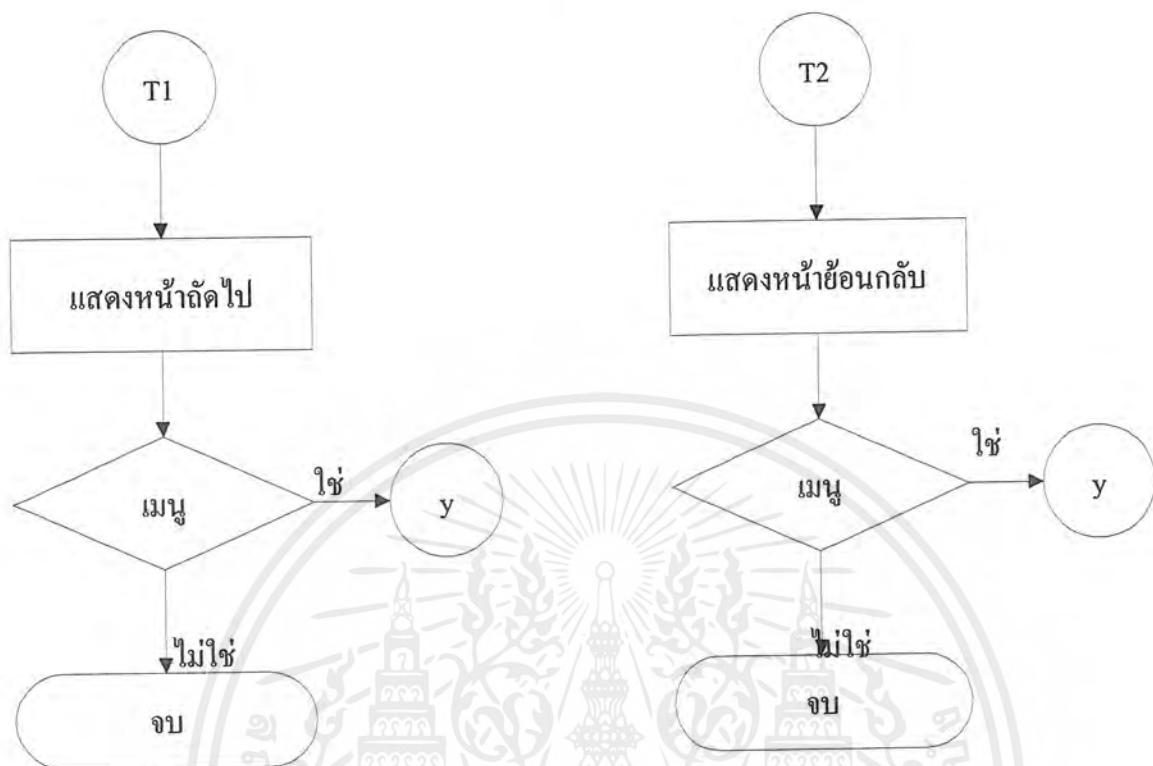 T1
แสดงหน้าถัดไป
เมนู
ใช่
y
ไม่ใช่
จบ
T2
แสดงหน้าย้อนกลับ
เมนู
ใช่
y
ไม่ใช่
จบ